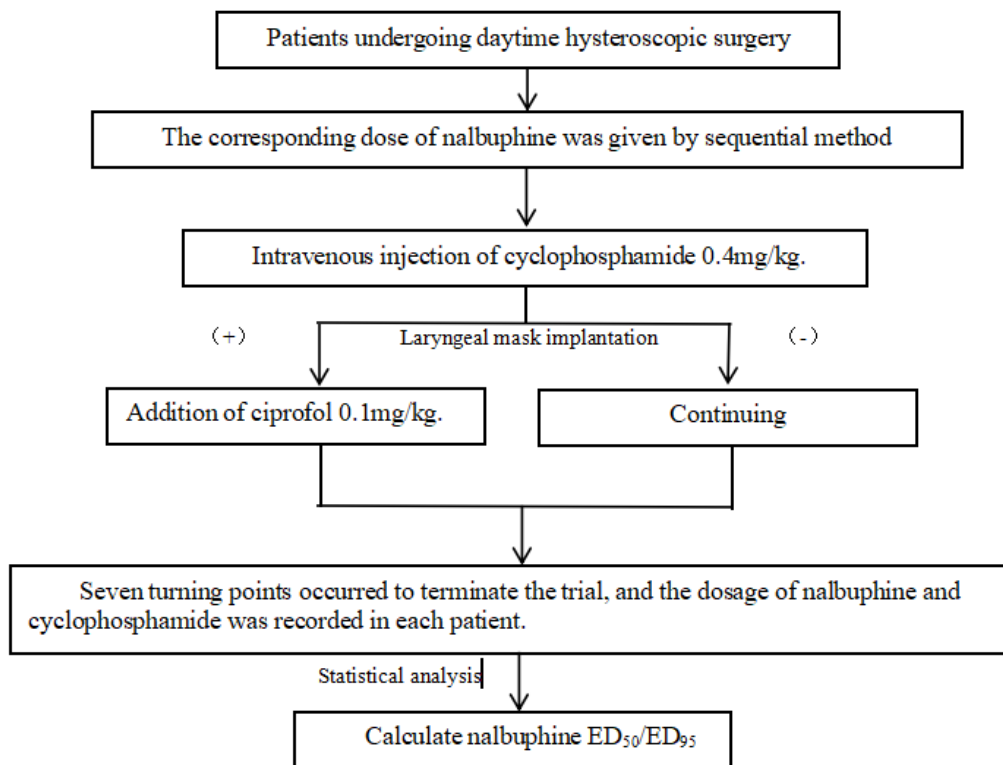 Patients undergoing daytime hysteroscopic surgery
The corresponding dose of nalbuphine was given by sequential method
Intravenous injection of cyclophosphamide 0.4mg/kg.
（+） Laryngeal mask implantation （-）
Addition of ciprofol 0.1mg/kg. Continuing
Seven turning points occurred to terminate the trial, and the dosage of nalbuphine and
cyclophosphamide was recorded in each patient.
Statistical analysis
Calculate nalbuphine ED₅₀/ED₉₅